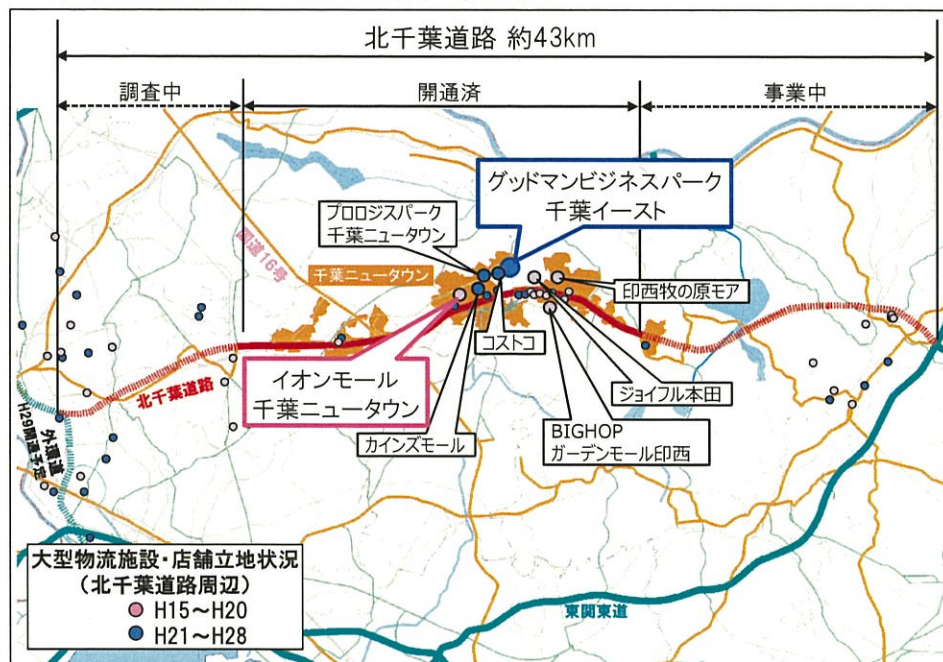 北千葉道路 約43km
調査中
開通済
事業中
グッドマンビジネスパーク
千葉イースト
プロロジスパーク
千葉ニュータウン
国道16号
千葉ニュータウン
印西牧の原モア
コストコ
イオンモール
千葉ニュータウン
ジョイフル本田
北千葉道路
カインズモール
BIGHOP
ガーデンモール印西
外環道
H29開通予定
大型物流施設・店舗立地状況
（北千葉道路周辺）
H15～H20
H21～H28
東関東道